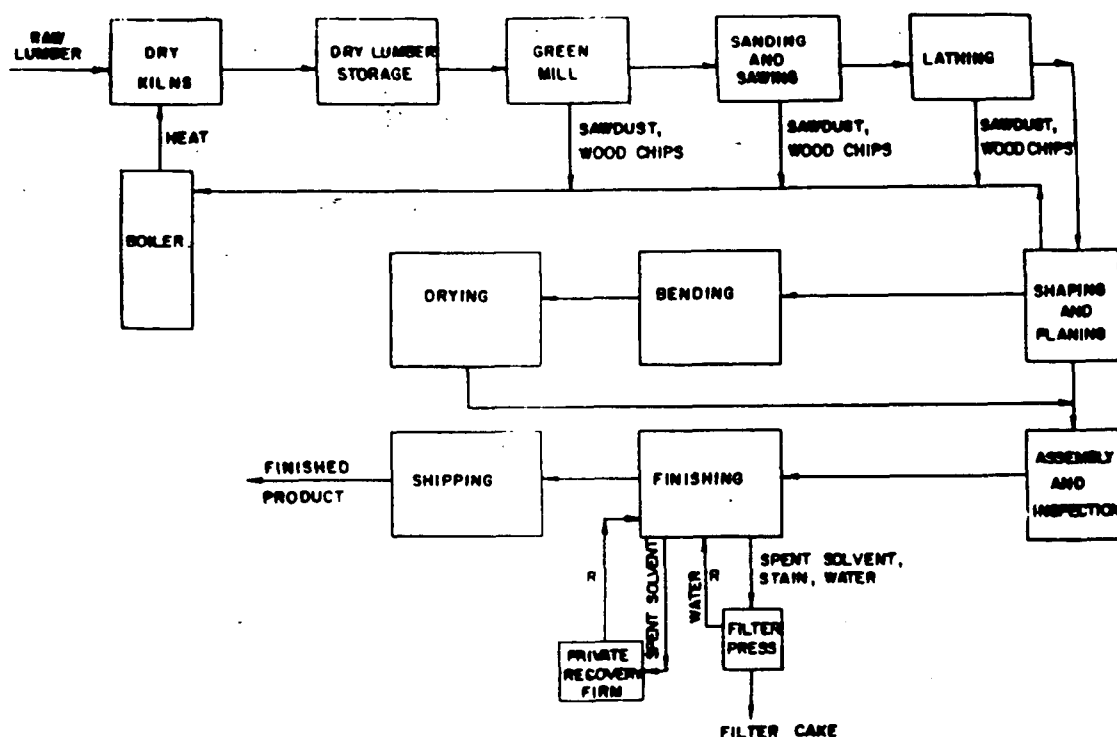 RAW
LUMBER
DRY
KILNS
DRY LUMBER
STORAGE
GREEN
MILL
SANDING
AND
SAWING
LATHING
HEAT
SAWDUST,
WOOD CHIPS
SAWDUST,
WOOD CHIPS
SAWDUST,
WOOD CHIPS
BOILER
DRYING
BENDING
SHAPING
AND
PLANING
FINISHED
PRODUCT
SHIPPING
FINISHING
ASSEMBLY
AND
INSPECTION
R
SPENT SOLVENT
WATER
R
SPENT SOLVENT,
STAIN, WATER
FILTER
PRESS
PRIVATE
RECOVERY
FIRM
FILTER CAKE